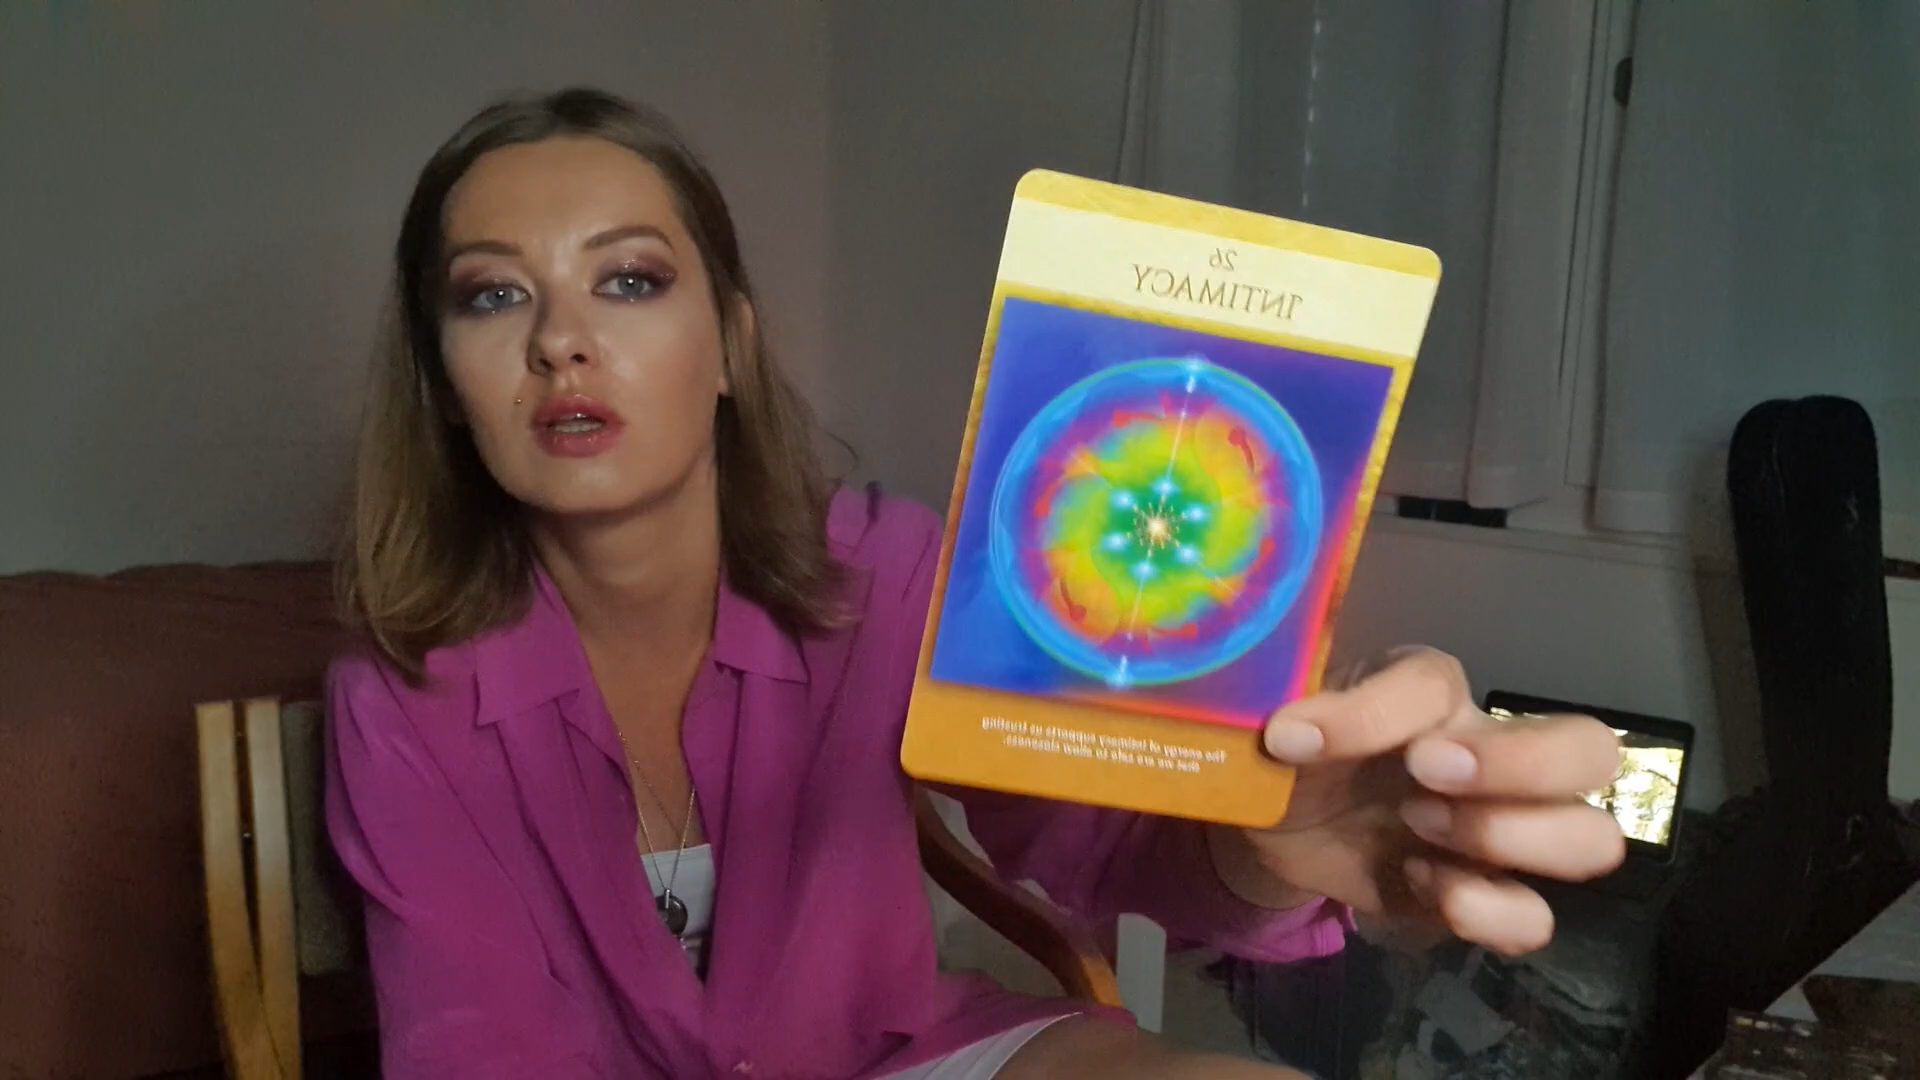 26
INTIMACY
The energy of Intimacy supports us trusting
that we are safe to allow closeness.